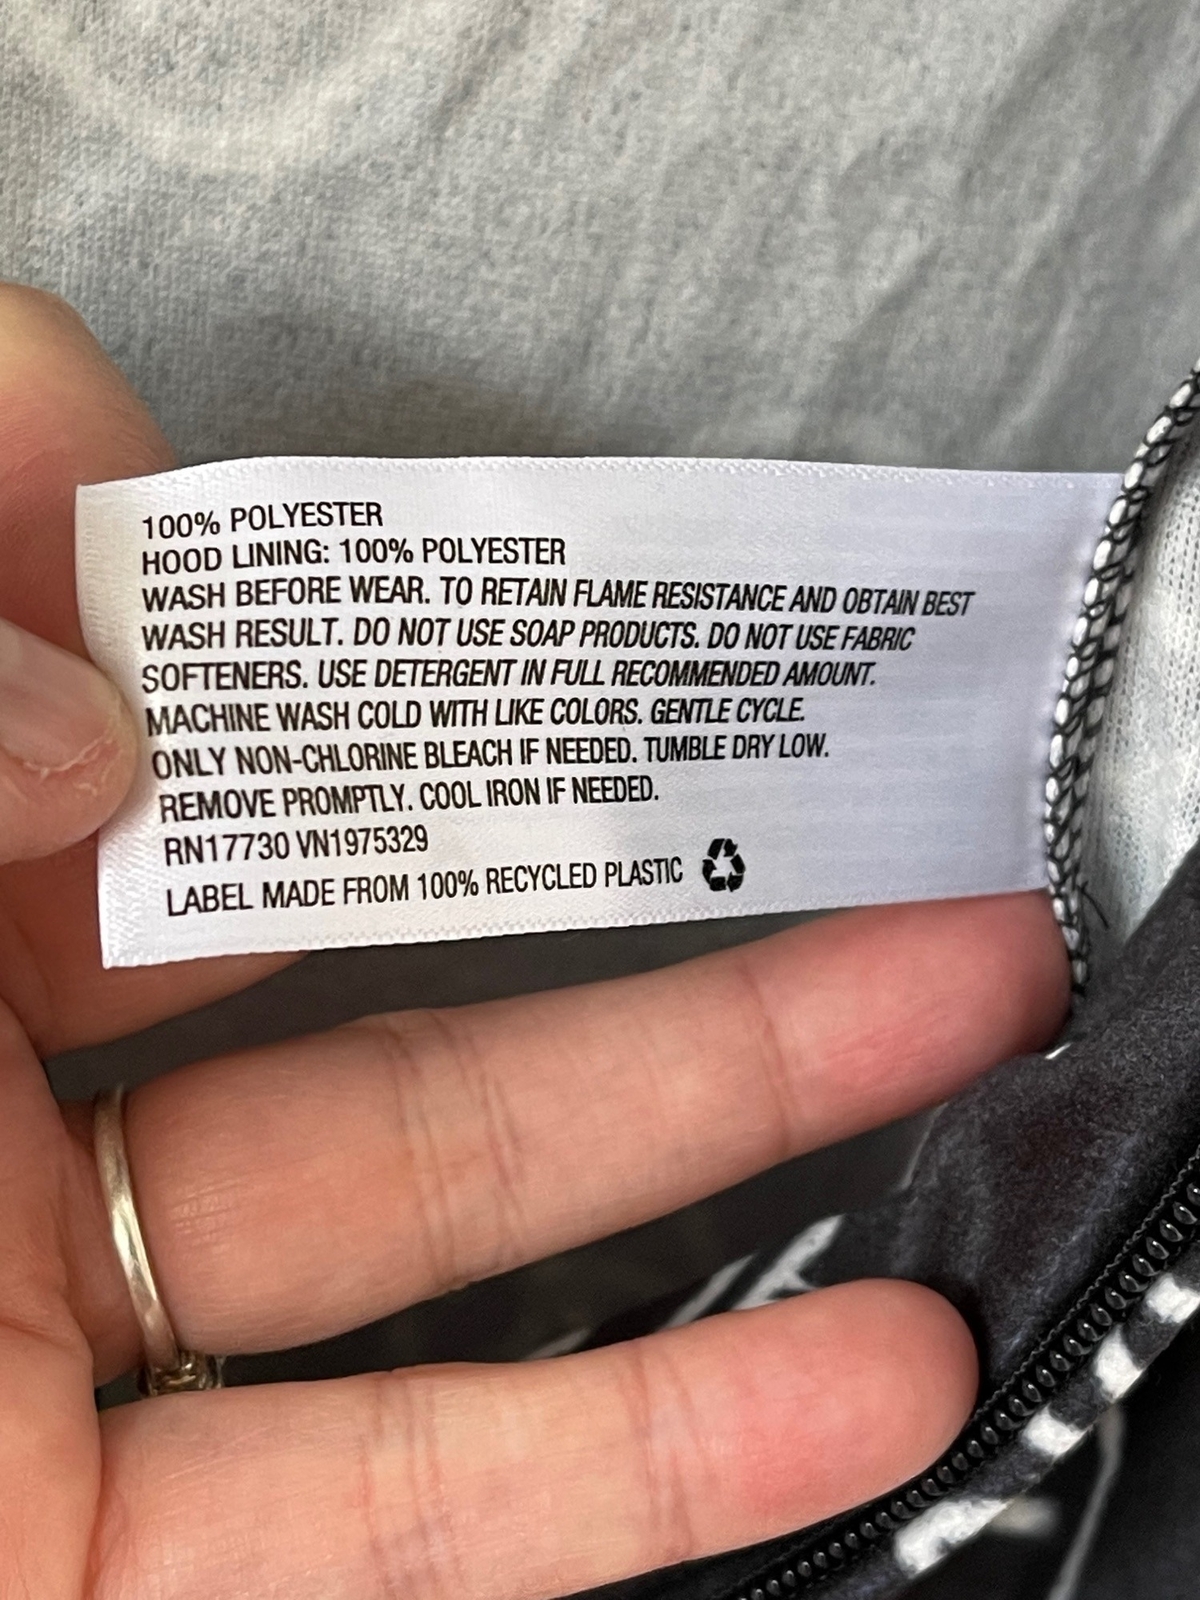 100% POLYESTER
HOOD LINING: 100% POLYESTER
WASH BEFORE WEAR. TO RETAIN FLAME RESISTANCE AND OBTAIN BEST
WASH RESULT. DO NOT USE SOAP PRODUCTS. DO NOT USE FABRIC
SOFTENERS. USE DETERGENT IN FULL RECOMMENDED AMOUNT.
MACHINE WASH COLD WITH LIKE COLORS. GENTLE CYCLE.
ONLY NON-CHLORINE BLEACH IF NEEDED. TUMBLE DRY LOW.
REMOVE PROMPTLY. COOL IRON IF NEEDED.
RN17730 VN1975329
LABEL MADE FROM 100% RECYCLED PLASTIC